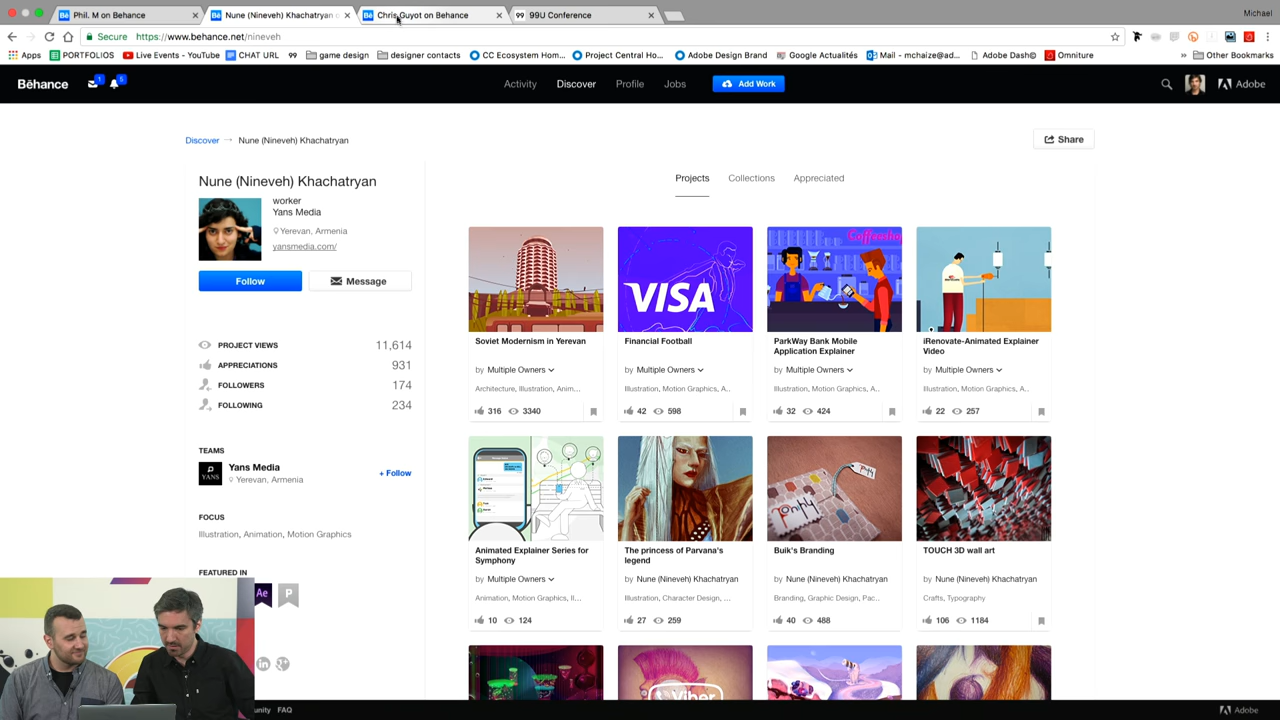 Phil. M on Behance
Nune (Nineveh) Khachatryan
Chris Guyot on Behance
99U Conference
Michael
Secure
https://www.behance.net/nineveh
Apps
PORTFOLIOS
Live Events - YouTube
CHAT URL
game design
designer contacts
CC Ecosystem Hom...
Project Central Ho...
Adobe Design Brand
Google Actualités
Mail - mchaize@ad...
Adobe Dash©
Omniture
Other Bookmarks
Bēhance
1
5
Activity
Discover
Profile
Jobs
Add Work
Adobe
Discover → Nune (Nineveh) Khachatryan
Share
Nune (Nineveh) Khachatryan
worker
Yans Media
Yerevan, Armenia
yansmedia.com/
Follow
Message
PROJECT VIEWS 11,614
APPRECIATIONS 931
FOLLOWERS 174
FOLLOWING 234
TEAMS
YANS
Yans Media
Yerevan, Armenia
+ Follow
FOCUS
Illustration, Animation, Motion Graphics
FEATURED IN
Ae
P
Projects
Collections
Appreciated
Soviet Modernism in Yerevan
by Multiple Owners
Architecture, Illustration, Anim...
316 3340
VISA
Financial Football
by Multiple Owners
Illustration, Motion Graphics, A..
42 598
Coffeesho
ParkWay Bank Mobile
Application Explainer
by Multiple Owners
Illustration, Motion Graphics, A..
32 424
iRenovate-Animated Explainer
Video
by Multiple Owners
Illustration, Motion Graphics, A..
22 257
Animated Explainer Series for
Symphony
by Multiple Owners
Animation, Motion Graphics, Il...
10 124
The princess of Parvana's
legend
by Nune (Nineveh) Khachatryan
Illustration, Character Design, ...
27 259
Buik's Branding
by Nune (Nineveh) Khachatryan
Branding, Graphic Design, Pac..
40 488
TOUCH 3D wall art
by Nune (Nineveh) Khachatryan
Crafts, Typography
106 1184
Viber
unity
FAQ
Adobe